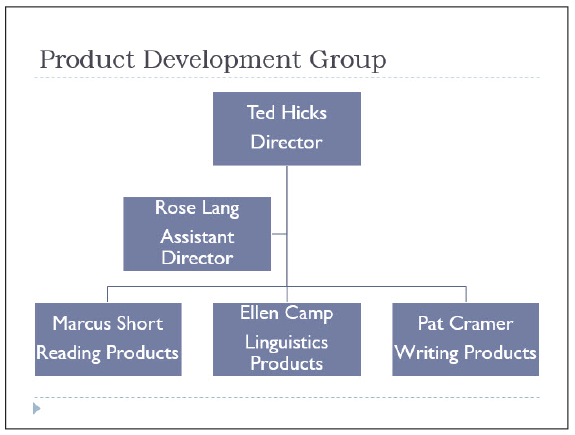 Product Development Group
Ted Hicks
Director
Rose Lang
Assistant
Director
Marcus Short
Reading Products
Ellen Camp
Linguistics
Products
Pat Cramer
Writing Products